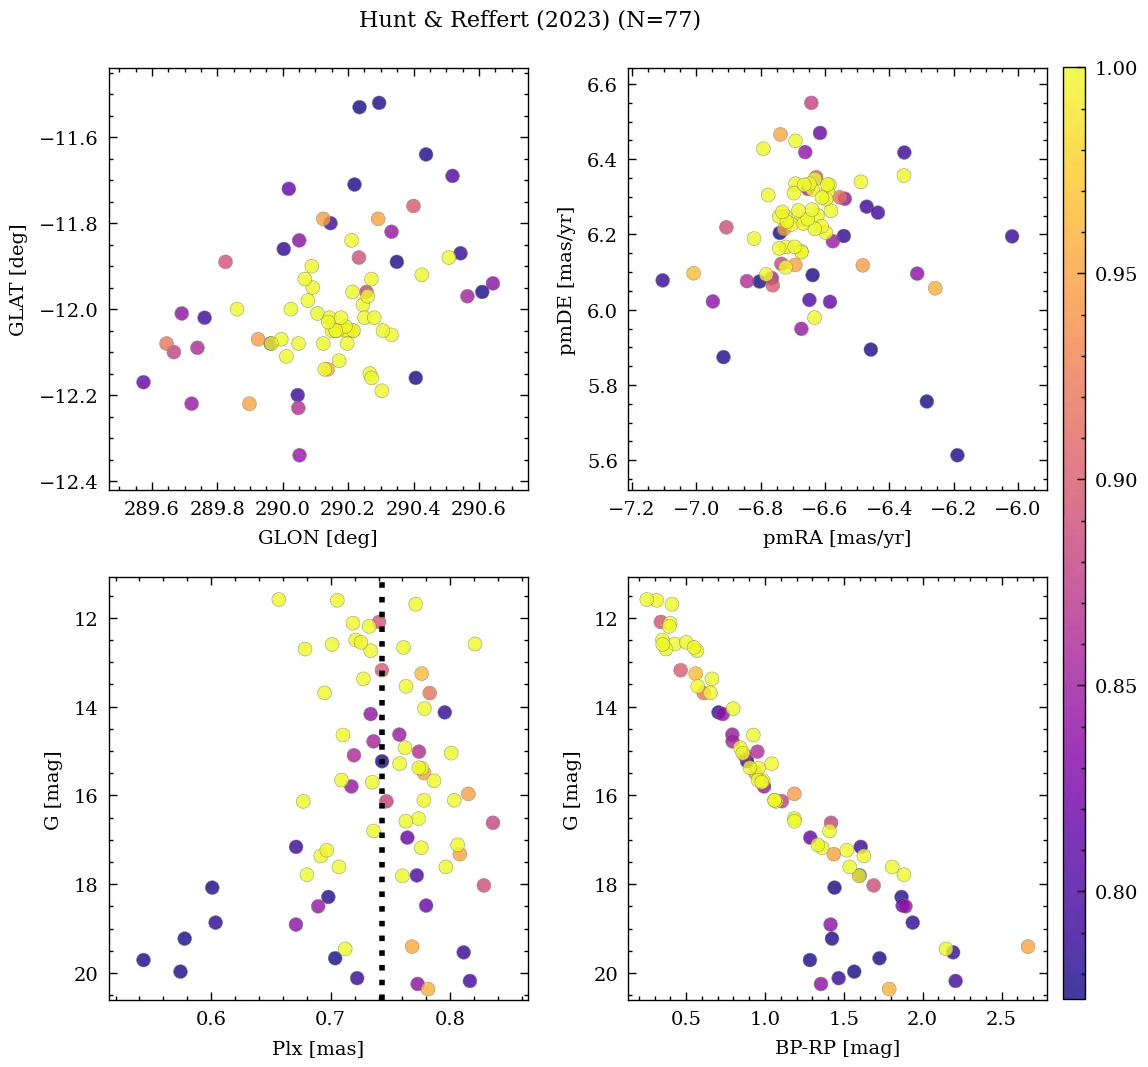 Hunt & Reffert (2023) (N=77)
−11.6
−11.8
−12.0
−12.2
−12.4
GLAT [deg]
289.6 289.8 290.0 290.2 290.4 290.6
GLON [deg]
6.6
6.4
6.2
6.0
5.8
5.6
pmDE [mas/yr]
−7.2 −7.0 −6.8 −6.6 −6.4 −6.2 −6.0
pmRA [mas/yr]
12
14
16
18
20
G [mag]
0.6 0.7 0.8
Plx [mas]
12
14
16
18
20
G [mag]
0.5 1.0 1.5 2.0 2.5
BP-RP [mag]
1.00
0.95
0.90
0.85
0.80